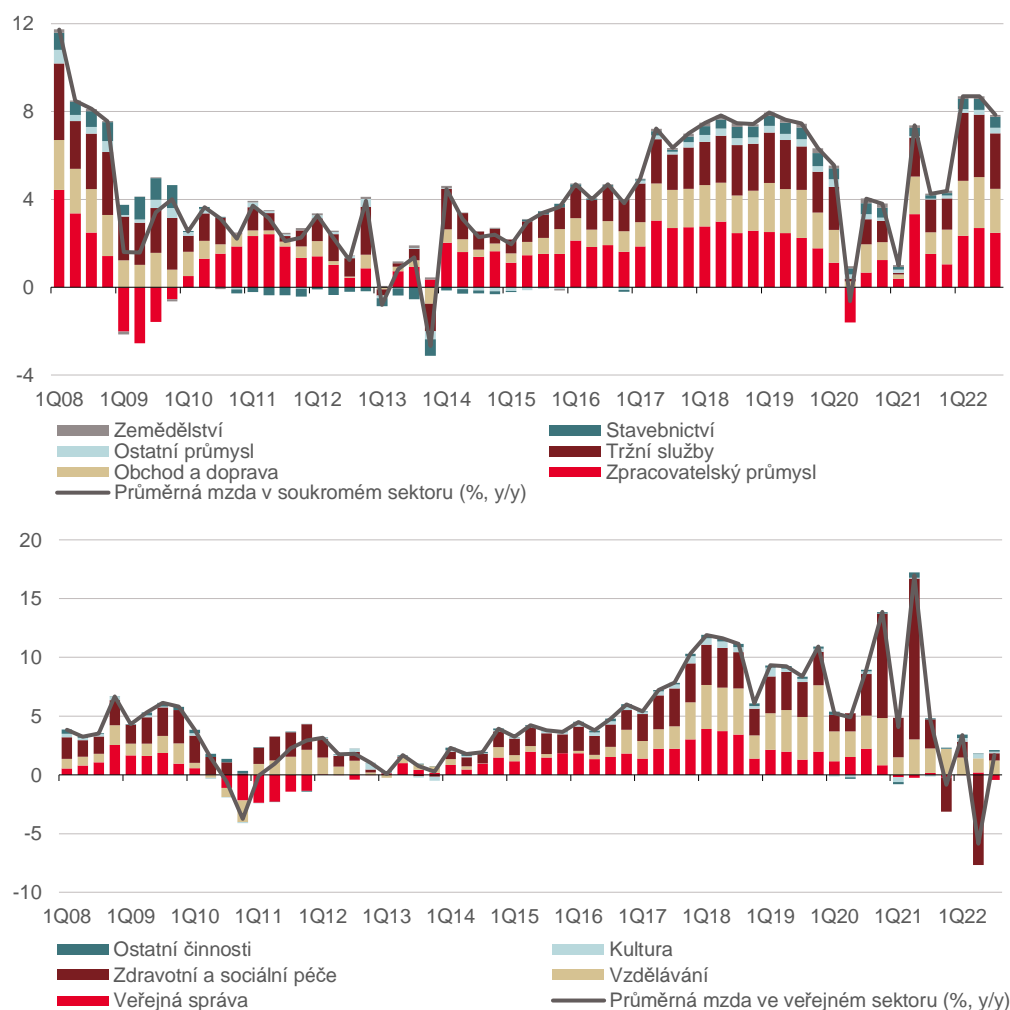 12
8
4
0
-4
1Q08 1Q09 1Q10 1Q11 1Q12 1Q13 1Q14 1Q15 1Q16 1Q17 1Q18 1Q19 1Q20 1Q21 1Q22
Zemědělství Stavebnictví
Ostatní průmysl Tržní služby
Obchod a doprava Zpracovatelský průmysl
Průměrná mzda v soukromém sektoru (%, y/y)
20
15
10
5
0
-5
-10
1Q08 1Q09 1Q10 1Q11 1Q12 1Q13 1Q14 1Q15 1Q16 1Q17 1Q18 1Q19 1Q20 1Q21 1Q22
Ostatní činnosti Kultura
Zdravotní a sociální péče Vzdělávání
Veřejná správa Průměrná mzda ve veřejném sektoru (%, y/y)